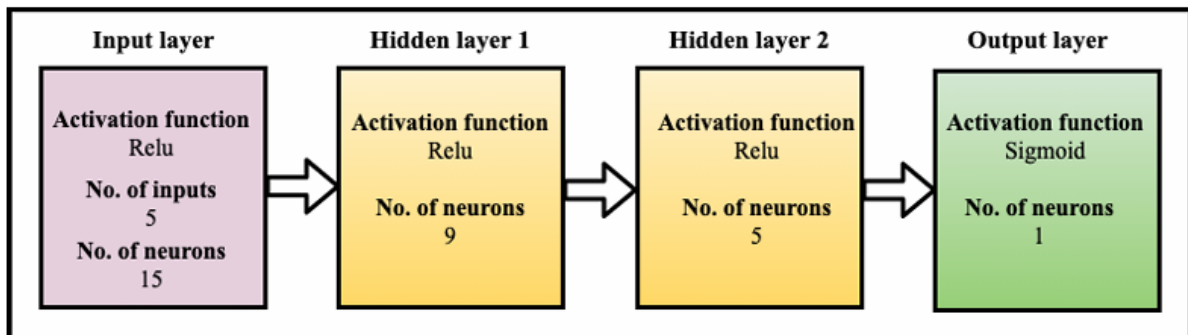 Input layer
Activation function
Relu
No. of inputs
5
No. of neurons
15
Hidden layer 1
Activation function
Relu
No. of neurons
9
Hidden layer 2
Activation function
Relu
No. of neurons
5
Output layer
Activation function
Sigmoid
No. of neurons
1